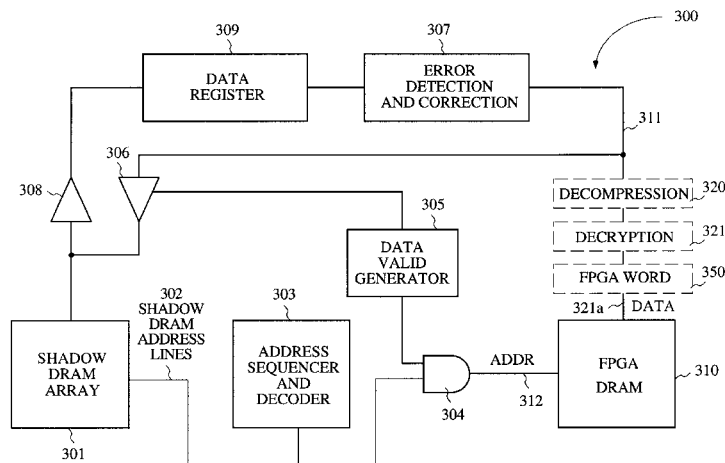 309
DATA
REGISTER
307
ERROR
DETECTION
AND CORRECTION
300
311
306
308
DECOMPRESSION
320
305
DATA
VALID
GENERATOR
DECRYPTION
321
FPGA WORD
350
302
SHADOW
DRAM
ADDRESS
LINES
303
321a
DATA
SHADOW
DRAM
ARRAY
301
ADDRESS
SEQUENCER
AND
DECODER
304
ADDR
312
FPGA
DRAM
310